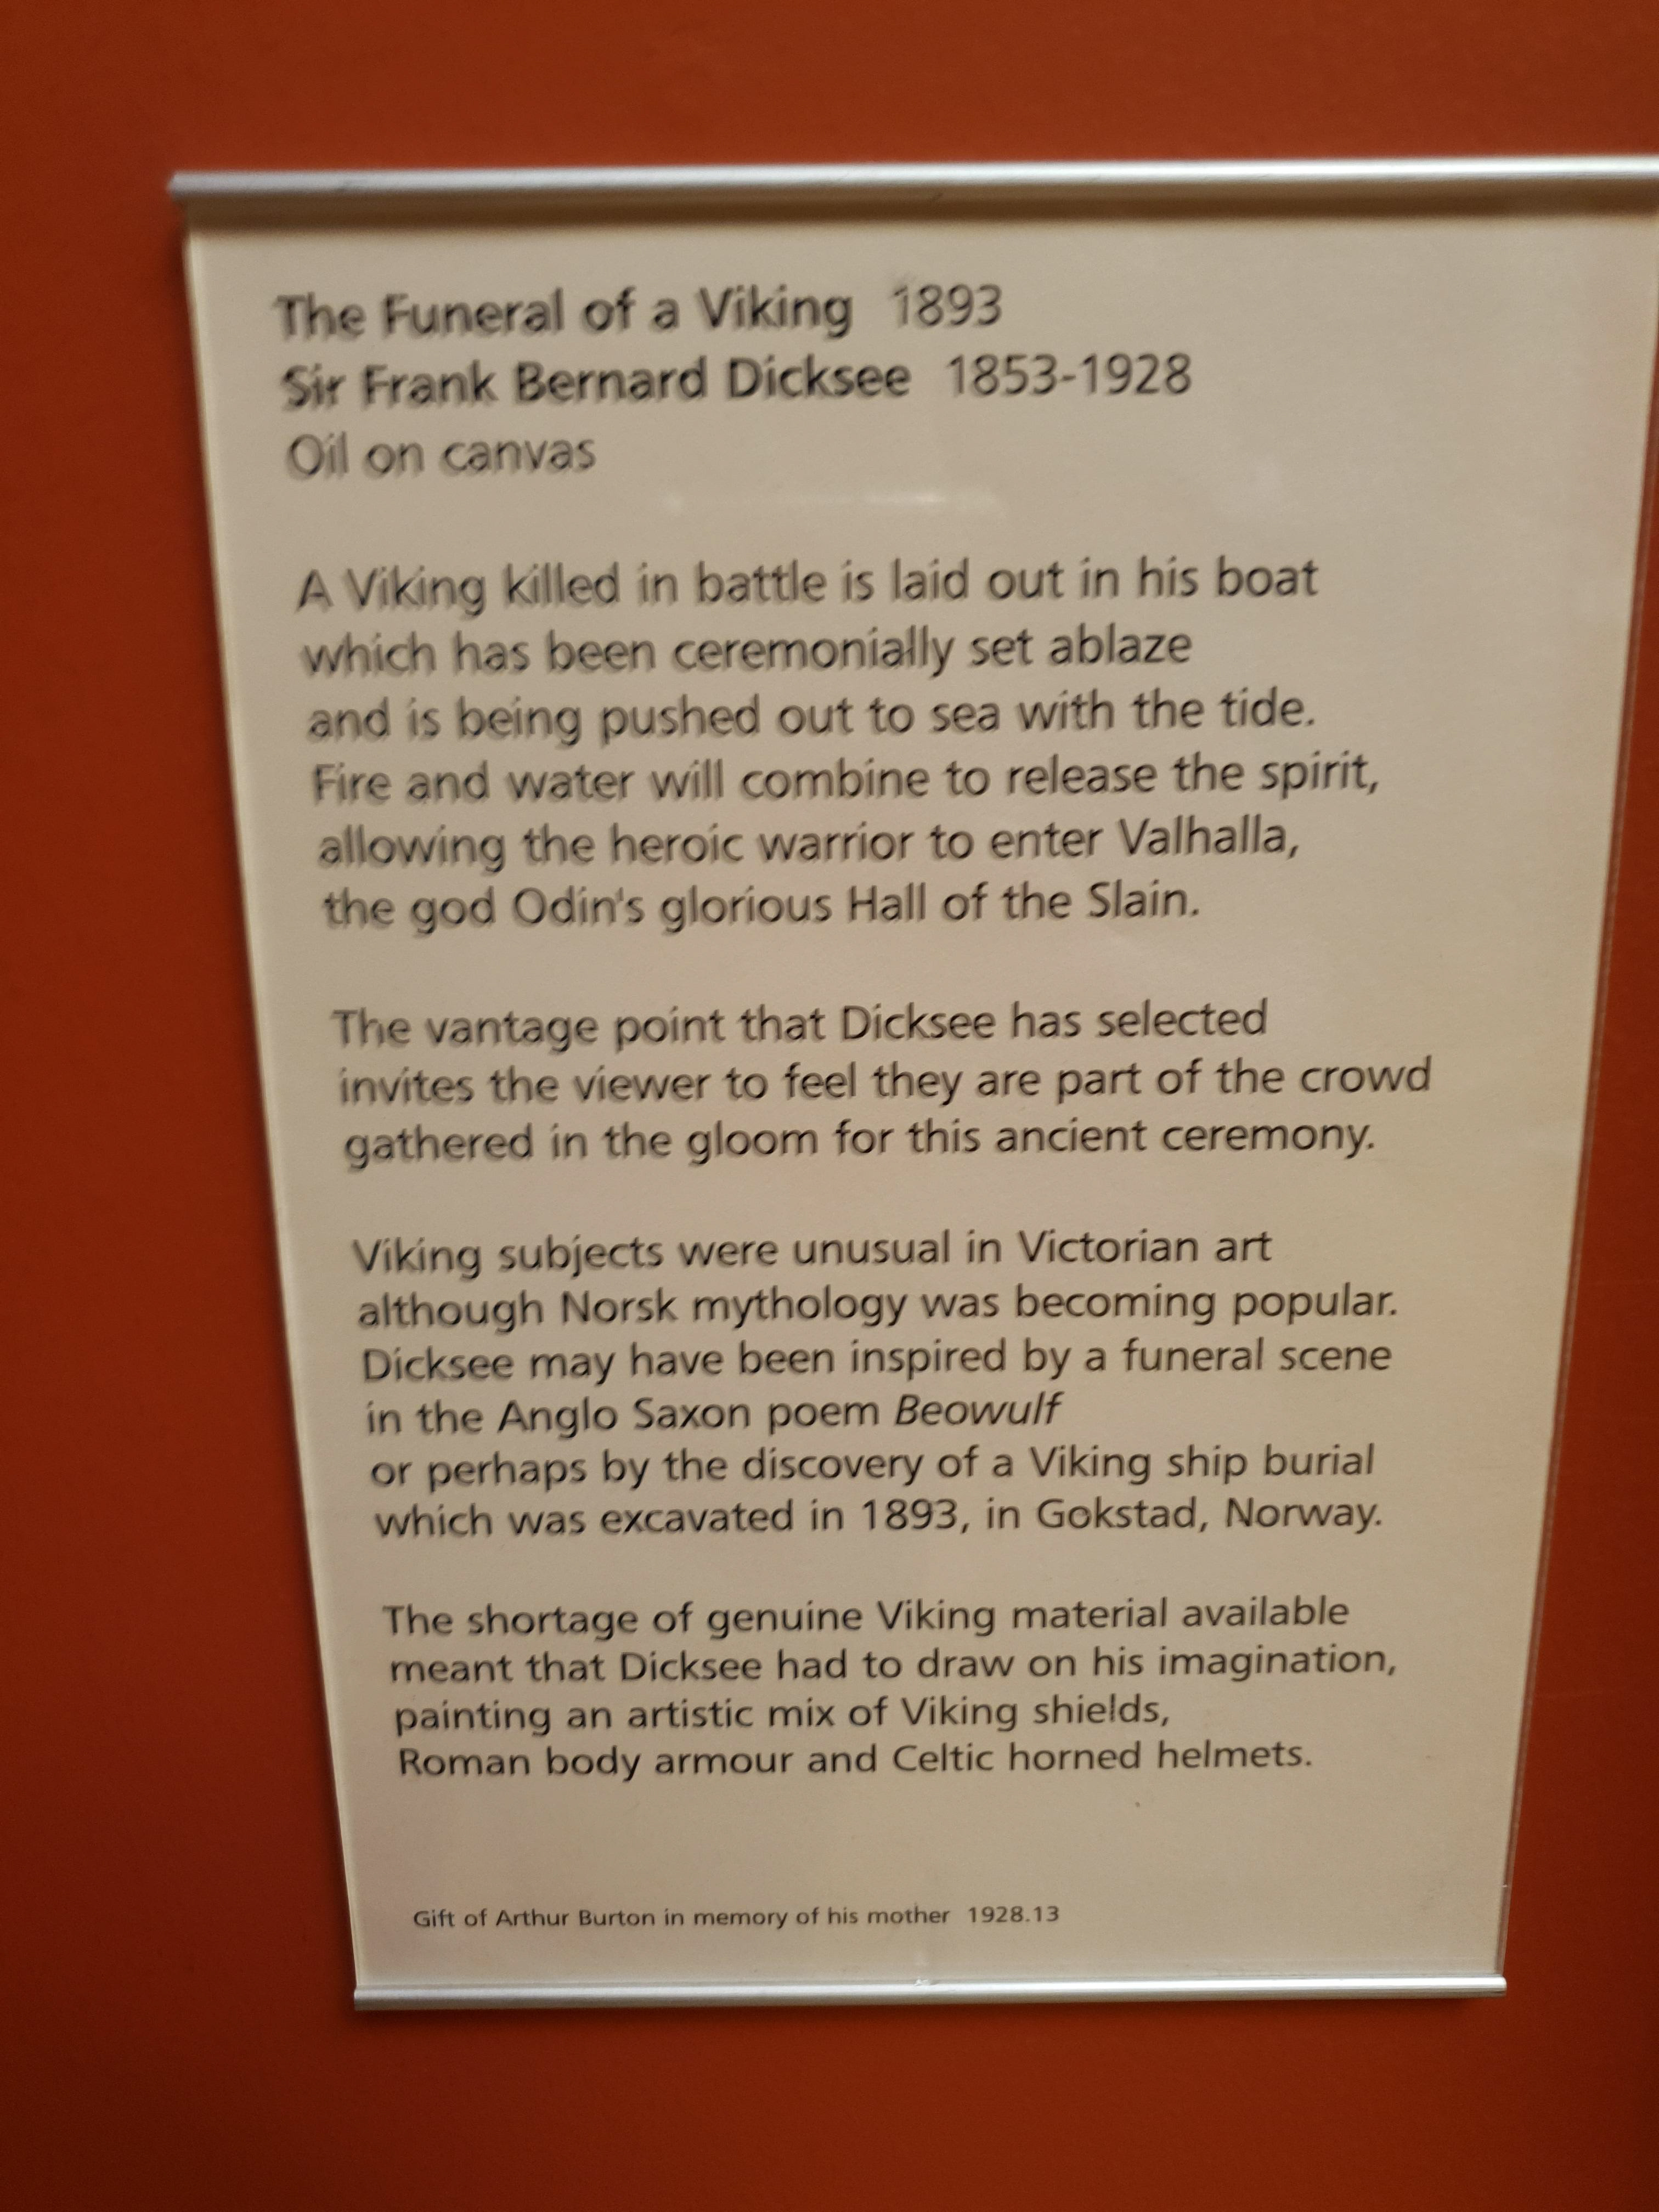 The Funeral of a Viking 1893
Sir Frank Bernard Dicksee 1853-1928
Oil on canvas
A Viking killed in battle is laid out in his boat
which has been ceremonially set ablaze
and is being pushed out to sea with the tide.
Fire and water will combine to release the spirit,
allowing the heroic warrior to enter Valhalla,
the god Odin's glorious Hall of the Slain.
The vantage point that Dicksee has selected
invites the viewer to feel they are part of the crowd
gathered in the gloom for this ancient ceremony.
Viking subjects were unusual in Victorian art
although Norsk mythology was becoming popular.
Dicksee may have been inspired by a funeral scene
in the Anglo Saxon poem Beowulf
or perhaps by the discovery of a Viking ship burial
which was excavated in 1893, in Gokstad, Norway.
The shortage of genuine Viking material available
meant that Dicksee had to draw on his imagination,
painting an artistic mix of Viking shields,
Roman body armour and Celtic horned helmets.
Gift of Arthur Burton in memory of his mother 1928.13